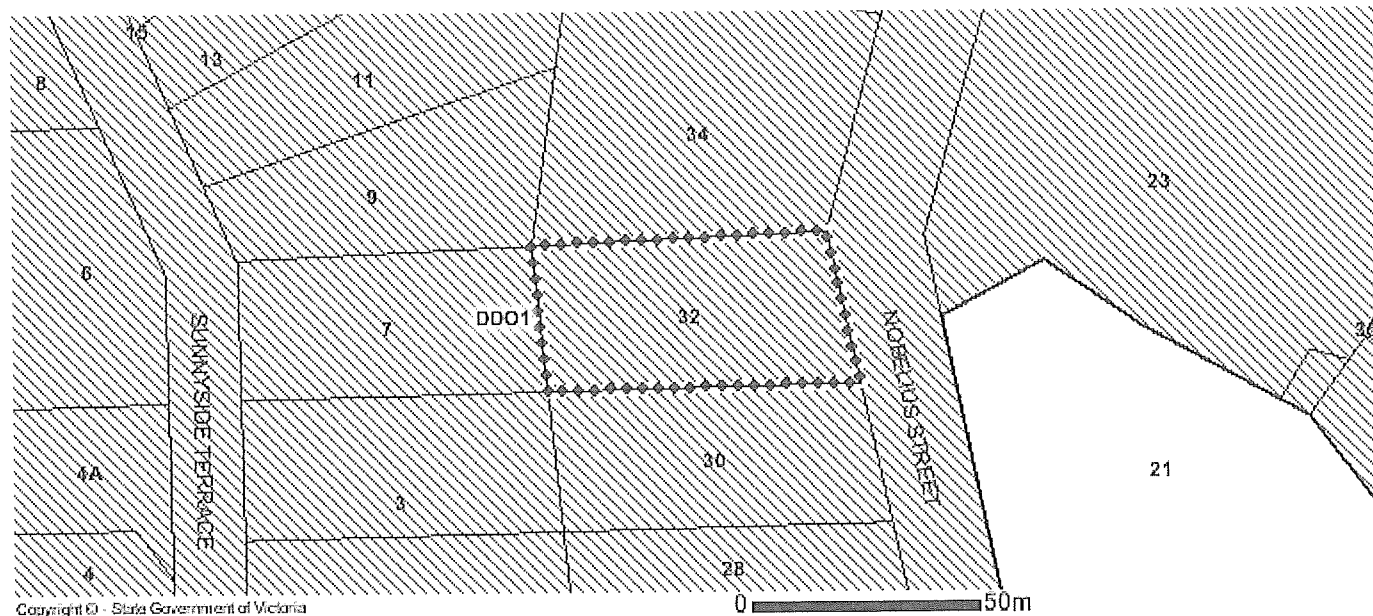 15
13
11
8
34
23
9
6
DDO1
32
7
SUNNYSIDE TERRACE
NOBELIUS STREET
4A
30
21
3
4
28
Copyright © - State Government of Victoria
0 50m